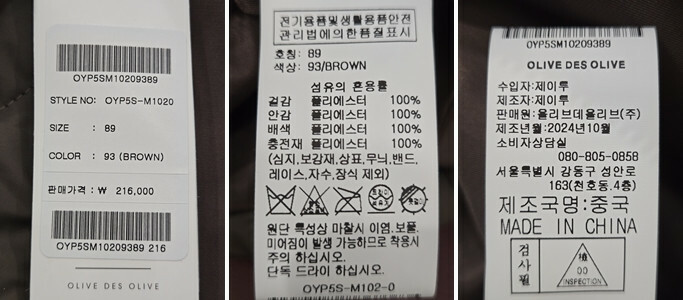 OYP5SM10209389
STYLE NO: OYP5S-M1020
SIZE : 89
COLOR : 93 (BROWN)
판매가격 : ₩ 216,000
OYP5SM10209389 216
OLIVE DES OLIVE
전기용품및생활용품안전
관리법에의한품질표시
호칭: 89
색상: 93/BROWN
섬유의 혼용률
겉감 폴리에스터 100%
안감 폴리에스터 100%
배색 폴리에스터 100%
충전재 폴리에스터 100%
(심지,보강재,상표,무늬,밴드,
레이스,자수,장식 제외)
원단 특성상 마찰시 이염,보풀,
미어짐이 발생 가능하므로 착용시
주의 하십시오.
단독 드라이 하십시오.
OYP5S-M102-0
OYP5SM10209389
OLIVE DES OLIVE
수입자:제이투
제조자:제이투
판매원:올리브데올리브(주)
제조년월:2024년10월
소비자상담실
080-805-0858
서울특별시 강동구 성안로
163(천호동.4층)
제조국명:중국
MADE IN CHINA
검사필
00
INSPECTION